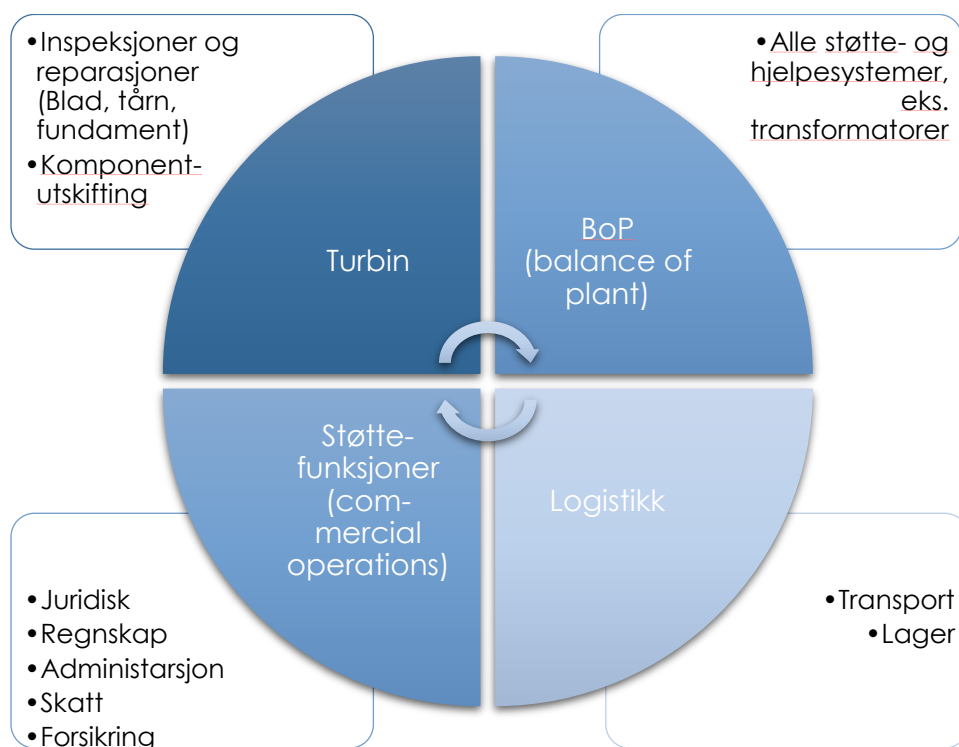 •Inspeksjoner og
reparasjoner
(Blad, tårn,
fundament)
•Komponent-
utskifting
•Alle støtte- og
hjelpesystemer,
eks.
transformatorer
Turbin
BoP
(balance of
plant)
Støtte-
funksjoner
(com-
mercial
operations)
Logistikk
•Juridisk
•Regnskap
•Administarsjon
•Skatt
•Forsikring
•Transport
•Lager